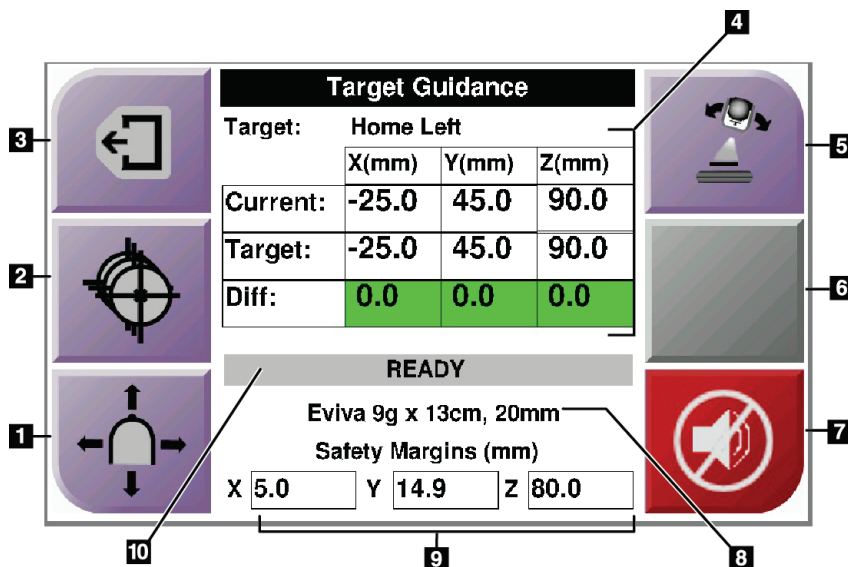 4
Target Guidance
3
Target: Home Left
5
X(mm) Y(mm) Z(mm)
Current: -25.0 45.0 90.0
Target: -25.0 45.0 90.0
2
6
Diff: 0.0 0.0 0.0
READY
1
Eviva 9g x 13cm, 20mm
7
Safety Margins (mm)
X 5.0 Y 14.9 Z 80.0
10
9
8